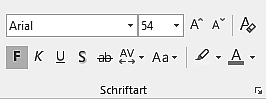 Arial 54 A A A
F K U S ab AV Aa A
Schriftart